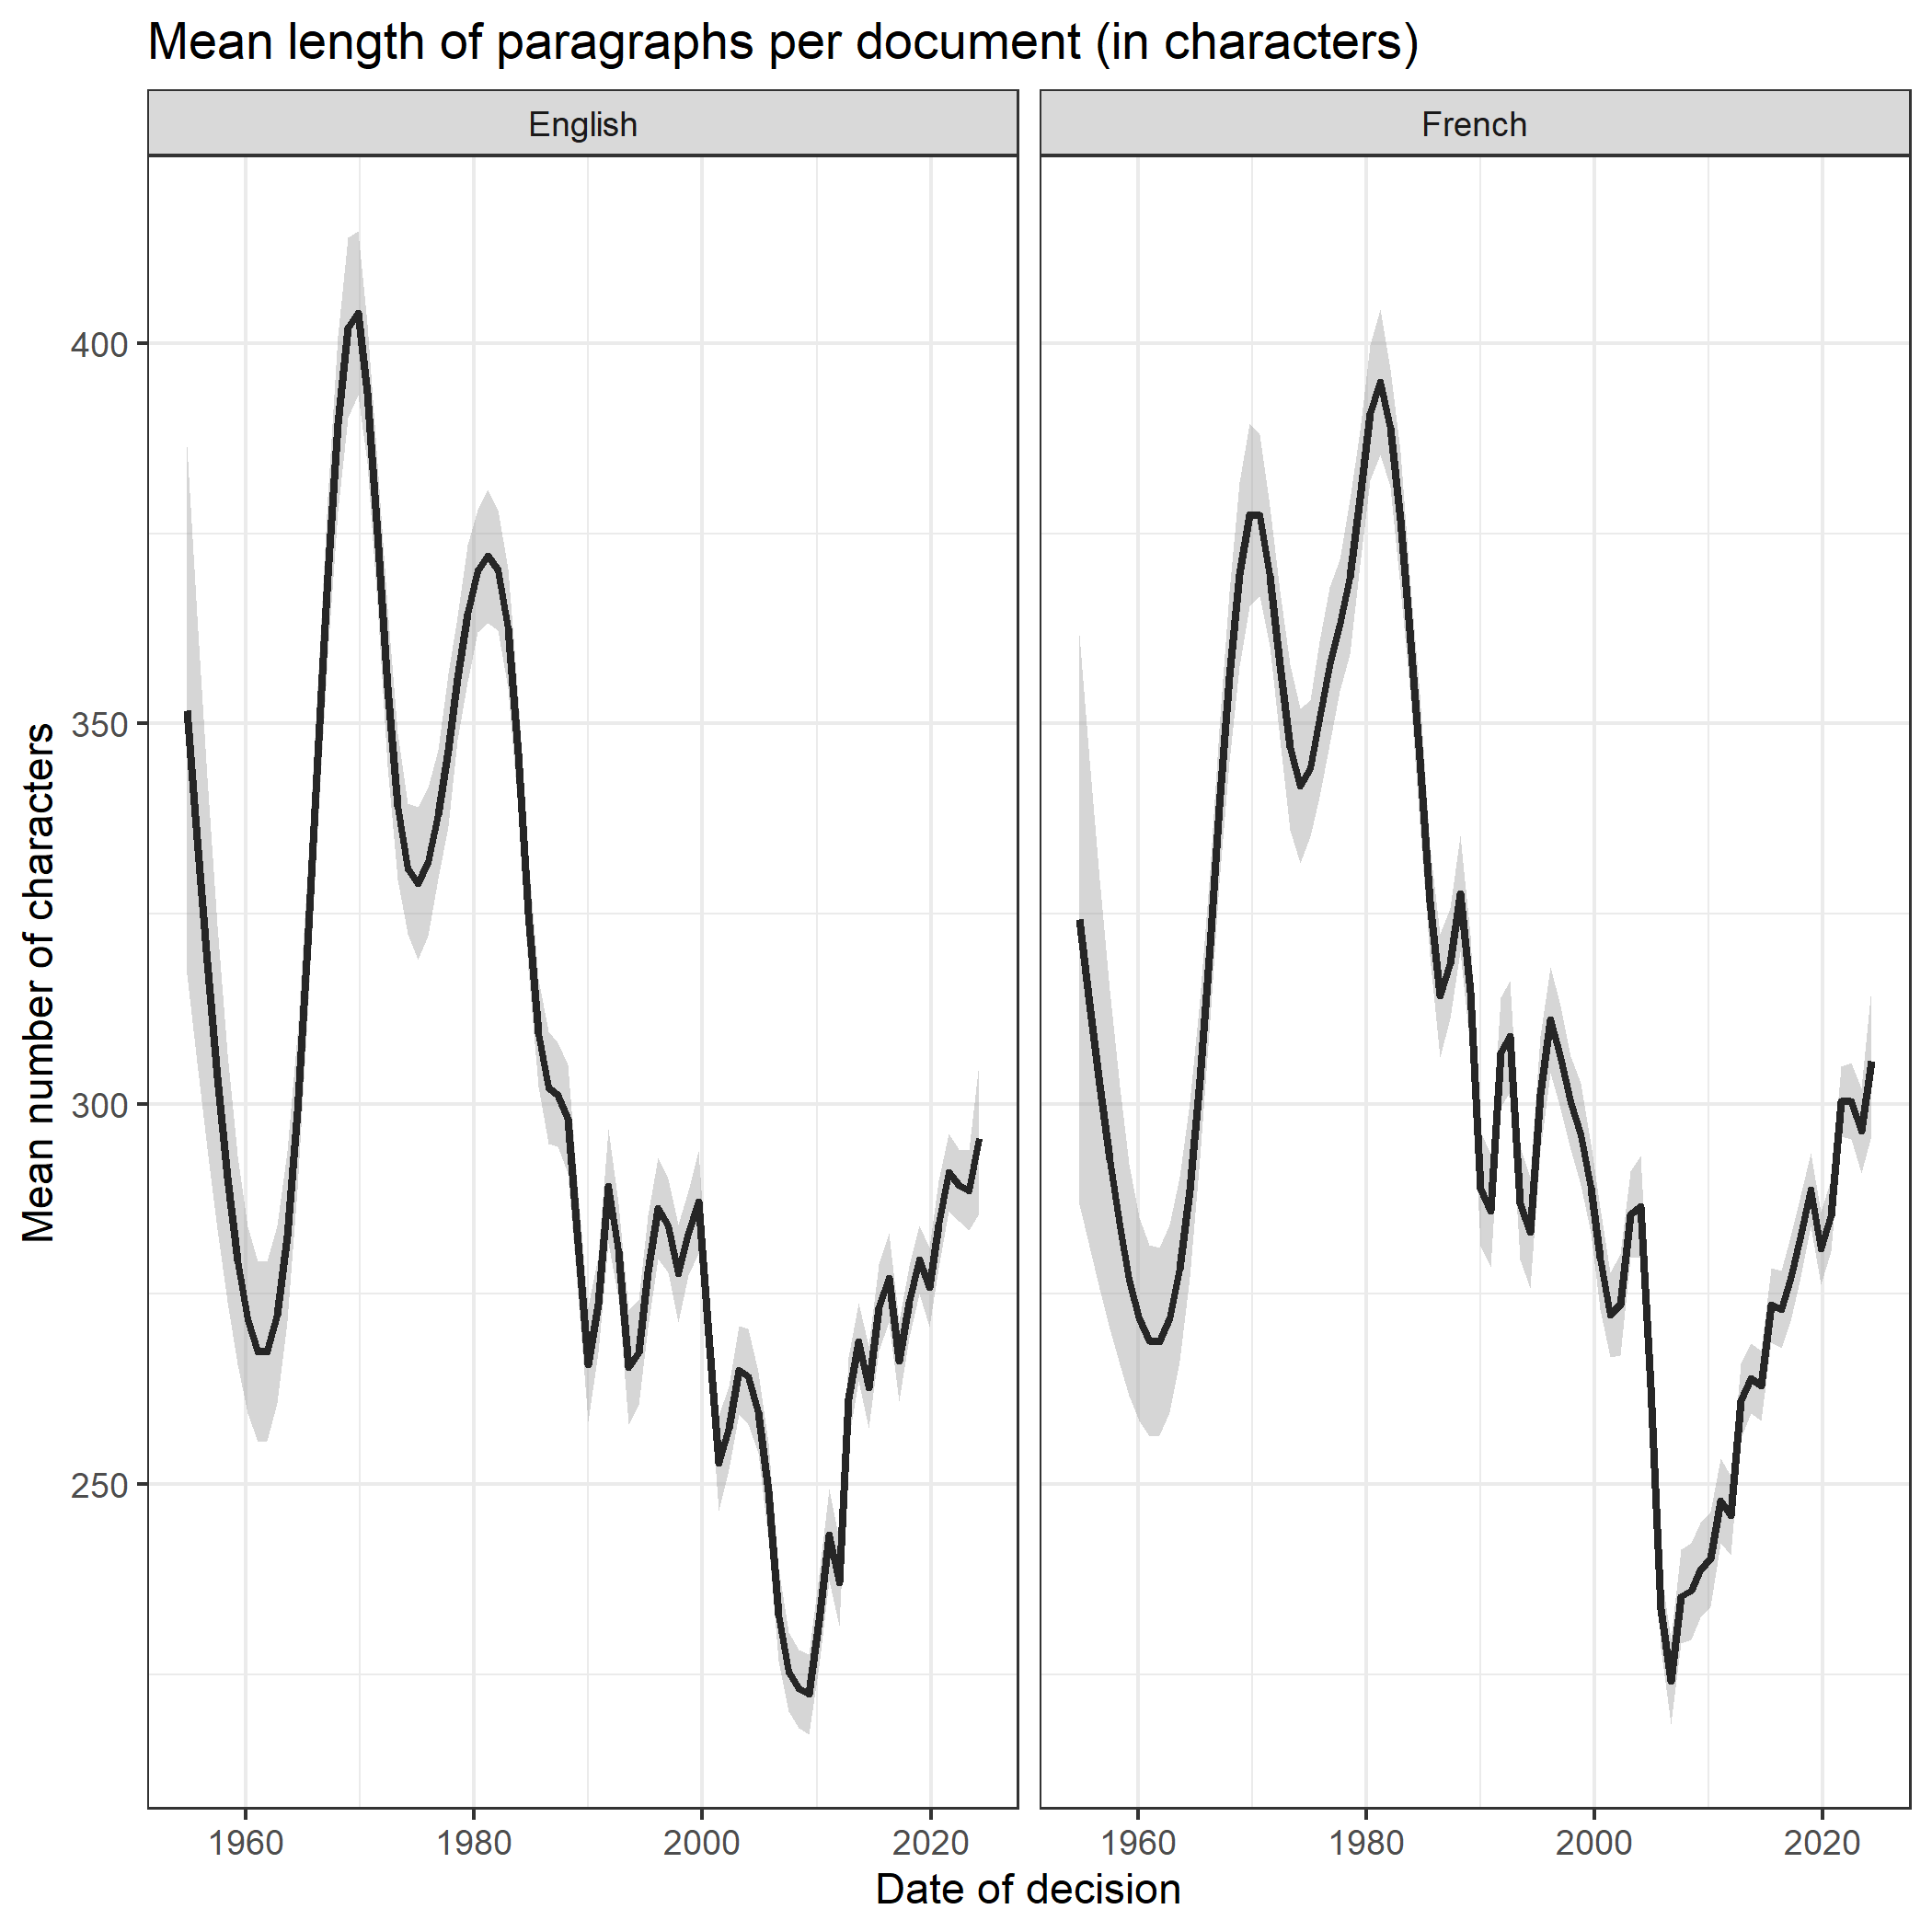 Mean length of paragraphs per document (in characters)
English
French
Mean number of characters
400
350
300
250
1960 1980 2000 2020
1960 1980 2000 2020
Date of decision